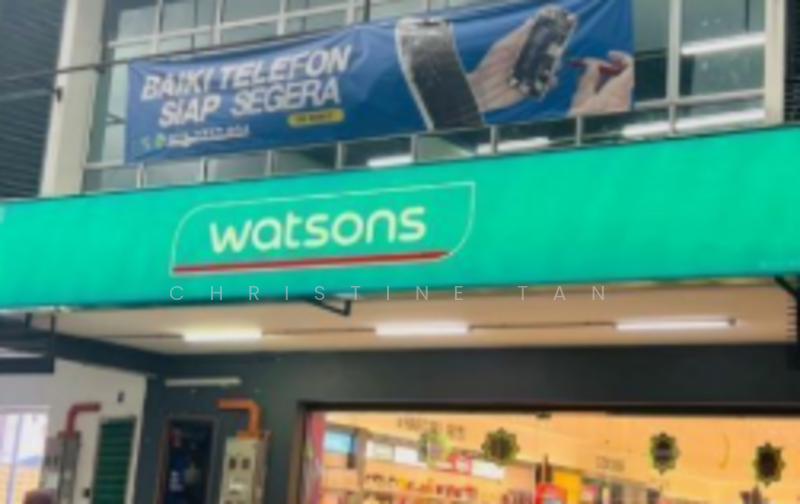 BAIKI TELEFON
SIAP SEGERA
watsons
CHRISTINE TAN